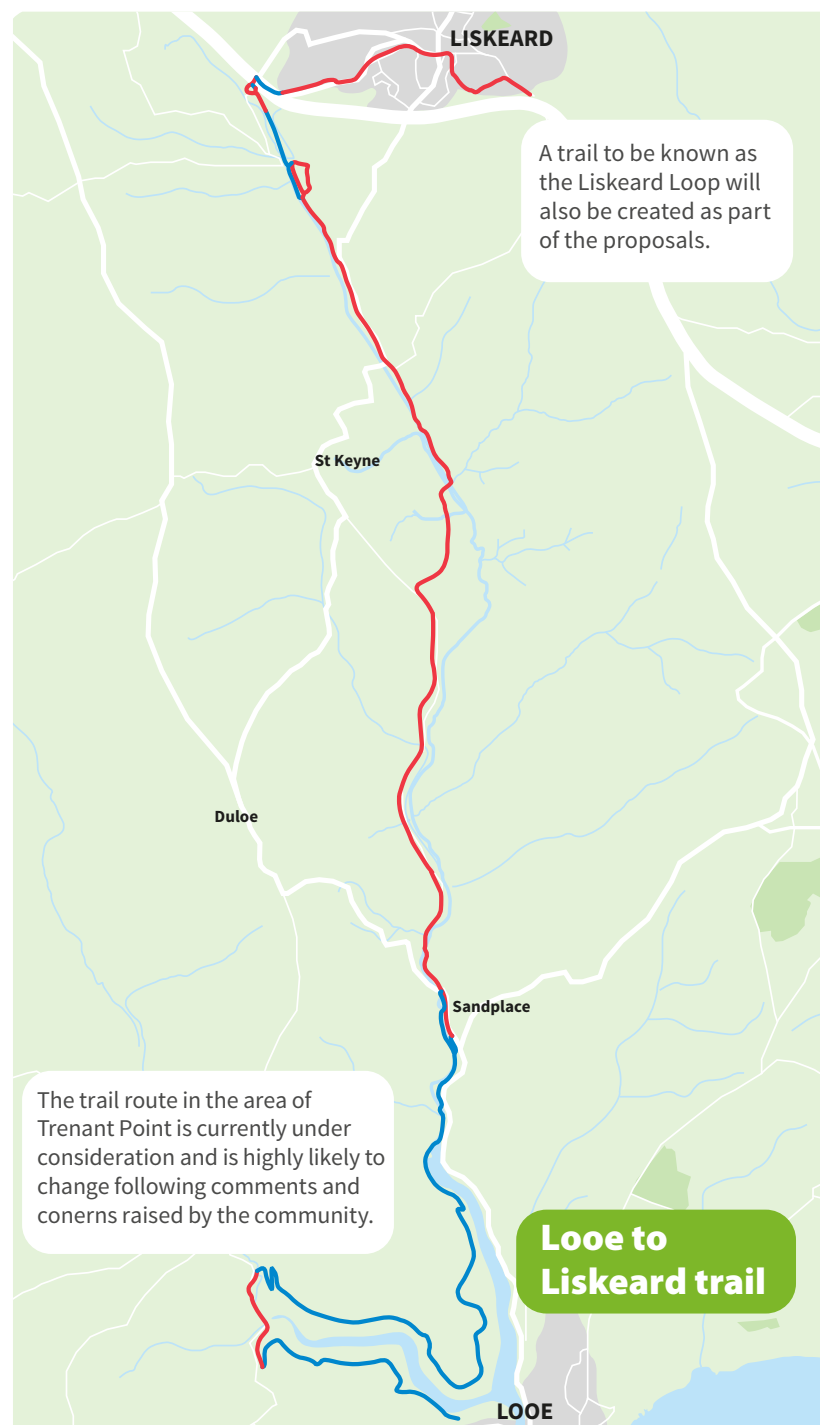 LISKEARD
A trail to be known as
the Liskeard Loop will
also be created as part
of the proposals.
St Keyne
Duloe
Sandplace
The trail route in the area of
Trenant Point is currently under
consideration and is highly likely to
change following comments and
conerns raised by the community.
Looe to
Liskeard trail
LOOE